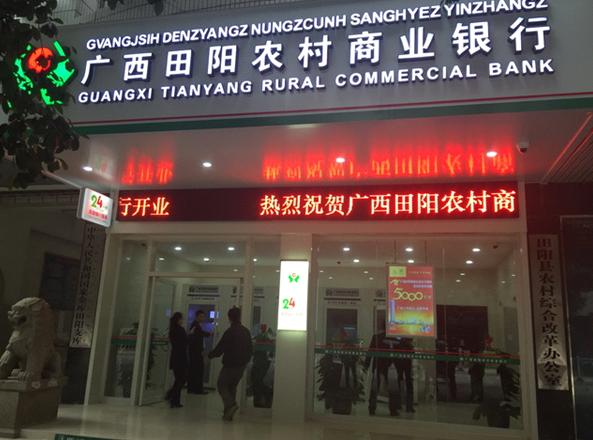 GVANGJSIH DENZYANGZ NUNGZCUNH SANGHYEZ YINZHANGZ
广西田阳农村商业银行
GUANGXI TIANYANG RURAL COMMERCIAL BANK
行开业 热烈祝贺广西田阳农村商
24
24
5000
田阳县农村综合改革办公室